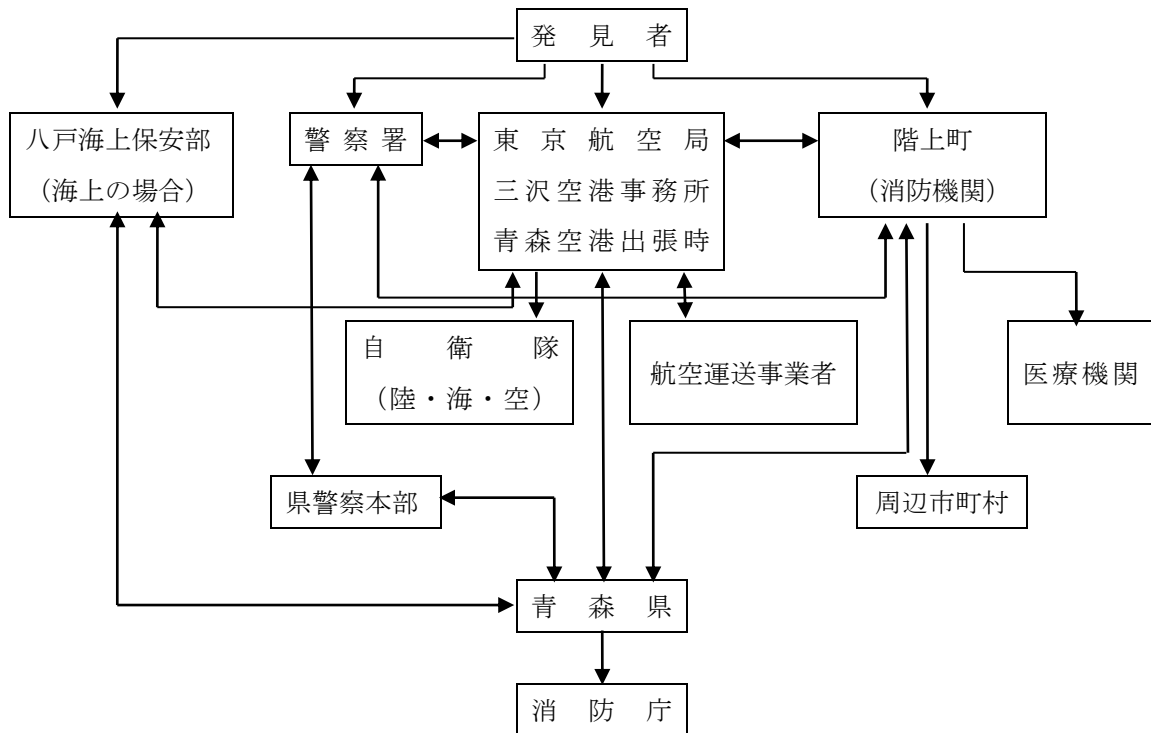 発見者
八戸海上保安部
（海上の場合）
警察署
東京航空局
三沢空港事務所
青森空港出張時
階上町
（消防機関）
自衛隊
（陸・海・空）
航空運送事業者
医療機関
県警察本部
周辺市町村
青森県
消防庁